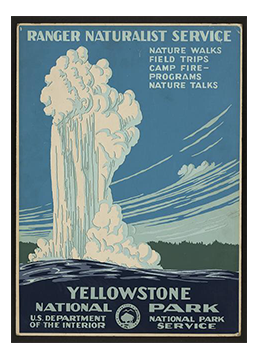 RANGER NATURALIST SERVICE
NATURE WALKS
FIELD TRIPS
CAMP FIRE-
PROGRAMS
NATURE TALKS
YELLOWSTONE
NATIONAL PARK
U.S. DEPARTMENT
OF THE INTERIOR
NATIONAL PARK
SERVICE